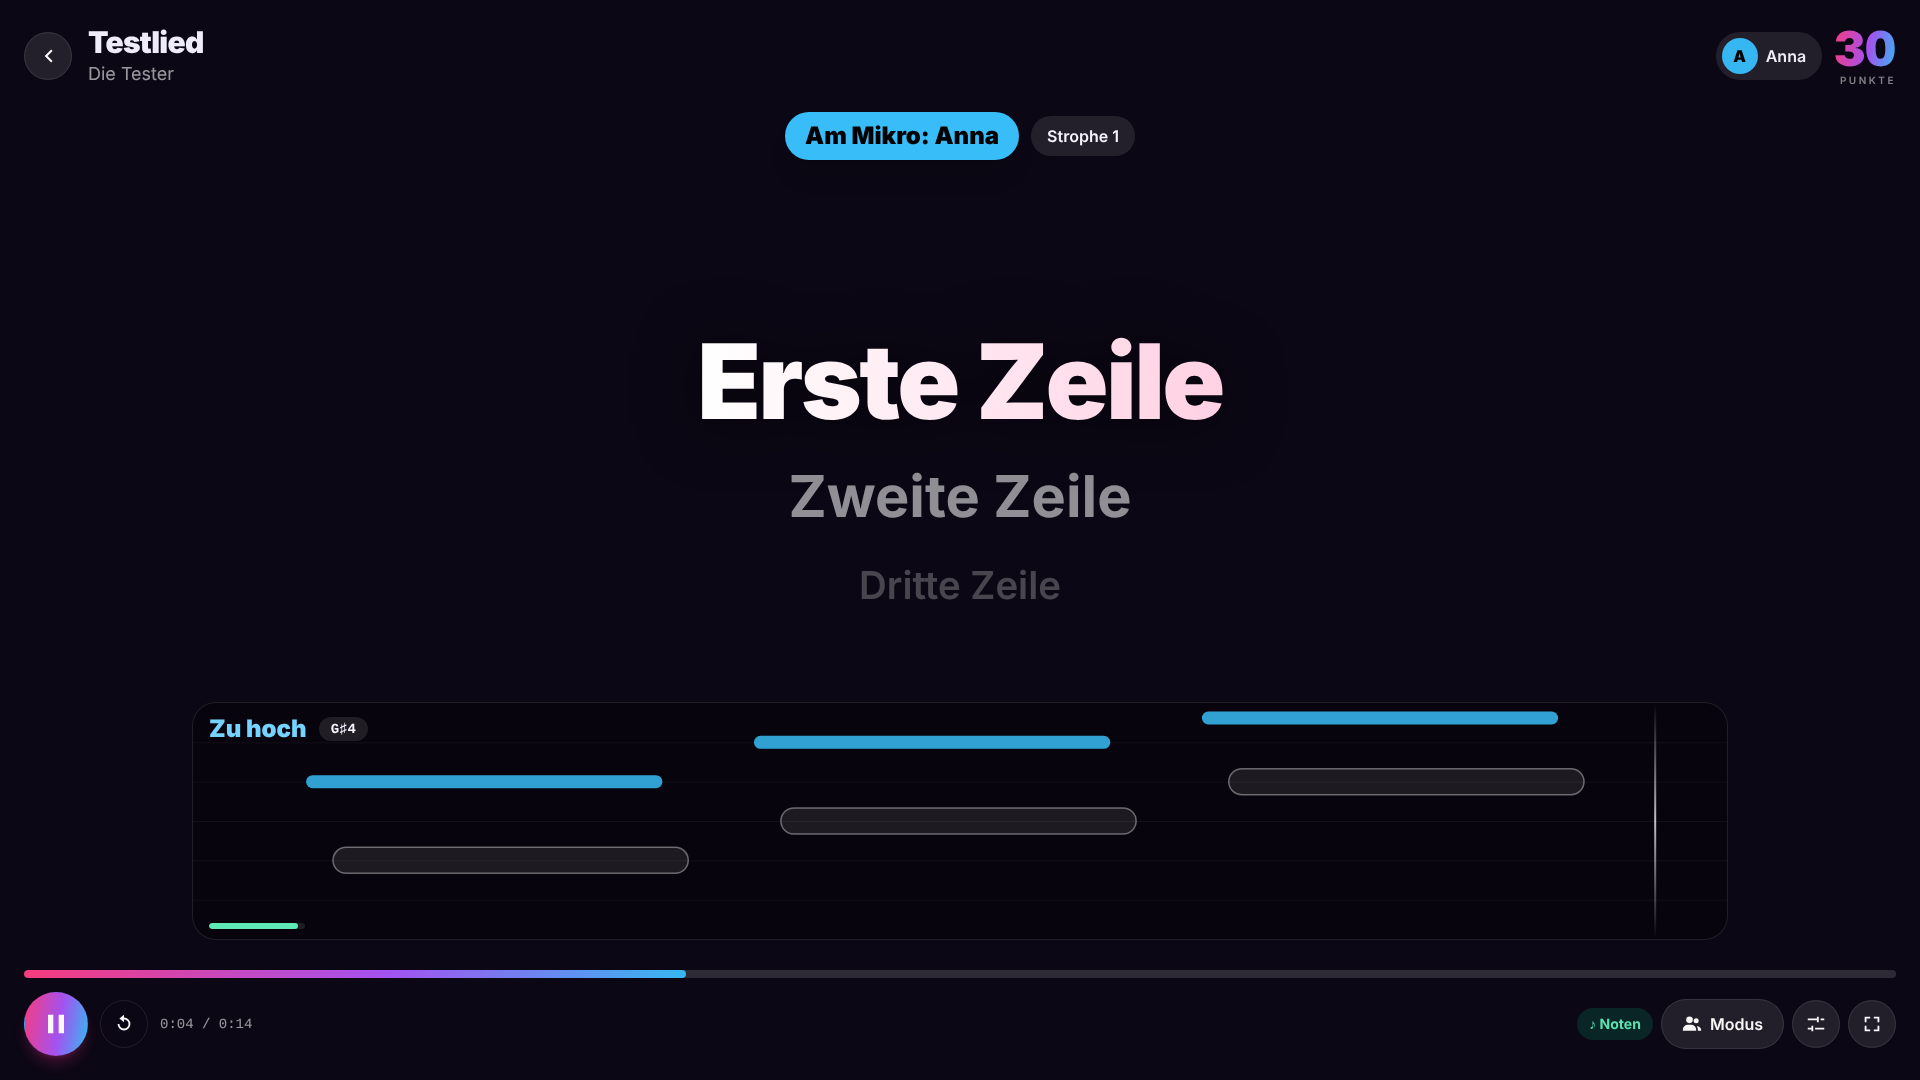 Testlied
Die Tester
A Anna
30
PUNKTE
Am Mikro: Anna
Strophe 1
Erste Zeile
Zweite Zeile
Dritte Zeile
Zu hoch
G♯4
0:04 / 0:14
♪ Noten
Modus